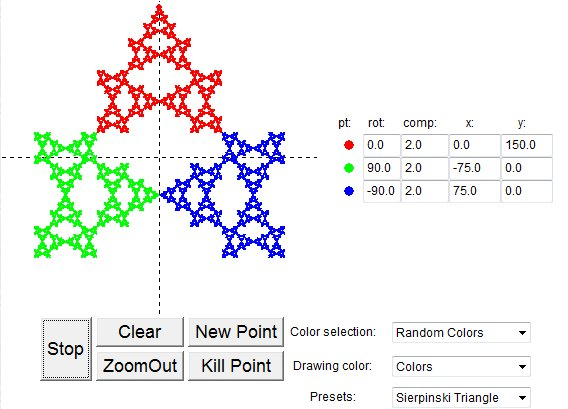 pt: rot: comp: x: y:
0.0 2.0 0.0 150.0
90.0 2.0 -75.0 0.0
-90.0 2.0 75.0 0.0
Stop Clear New Point Color selection: Random Colors
ZoomOut Kill Point Drawing color: Colors
Presets: Sierpinski Triangle